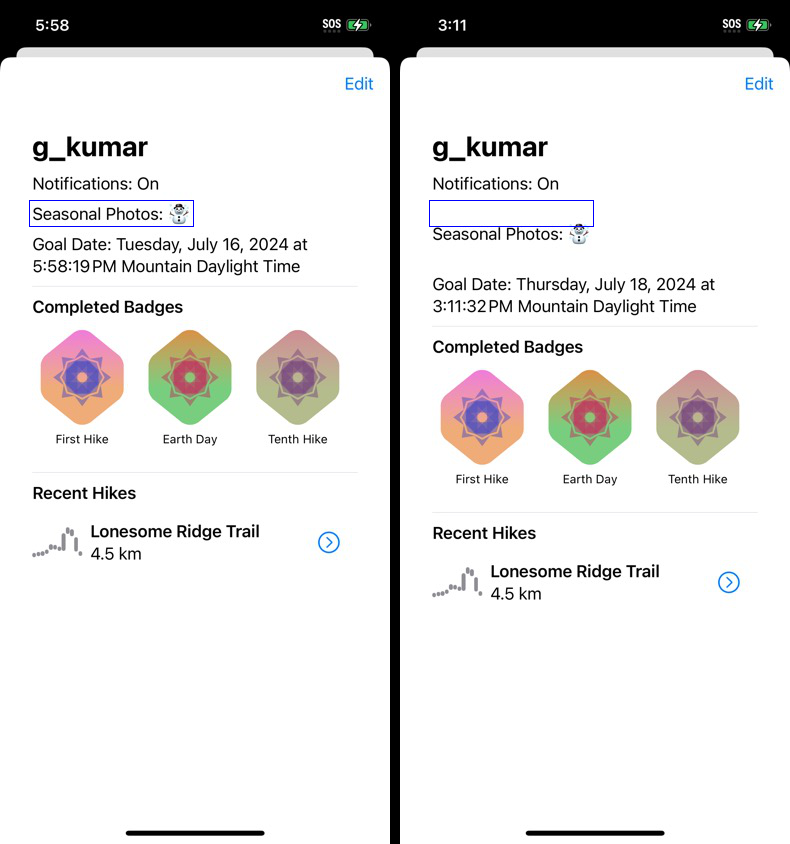 5:58
SOS
Edit
g_kumar
Notifications: On
Seasonal Photos: ☃️
Goal Date: Tuesday, July 16, 2024 at
5:58:19 PM Mountain Daylight Time
Completed Badges
First Hike
Earth Day
Tenth Hike
Recent Hikes
Lonesome Ridge Trail
4.5 km
3:11
SOS
Edit
g_kumar
Notifications: On
Seasonal Photos: ☃️
Goal Date: Thursday, July 18, 2024 at
3:11:32 PM Mountain Daylight Time
Completed Badges
First Hike
Earth Day
Tenth Hike
Recent Hikes
Lonesome Ridge Trail
4.5 km